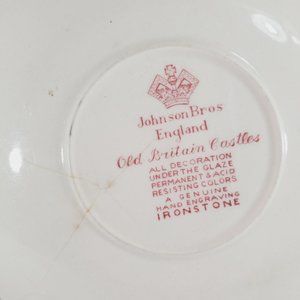 Johnson Bros
England
Old Britain Castles
ALL DECORATION
UNDER THE GLAZE
PERMANENT & ACID
RESISTING COLORS
A GENUINE
HAND ENGRAVING
IRONSTONE